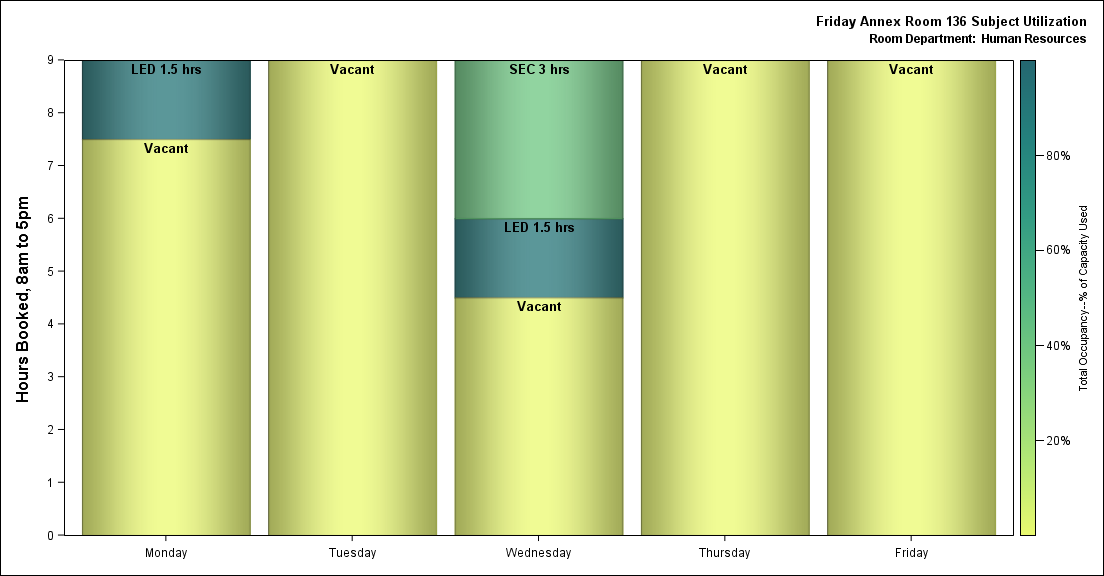 Friday Annex Room 136 Subject Utilization
Room Department: Human Resources
Hours Booked, 8am to 5pm
9
8
7
6
5
4
3
2
1
0
LED 1.5 hrs
Vacant
Vacant
SEC 3 hrs
LED 1.5 hrs
Vacant
Vacant
Vacant
Monday
Tuesday
Wednesday
Thursday
Friday
80%
60%
40%
20%
Total Occupancy--% of Capacity Used